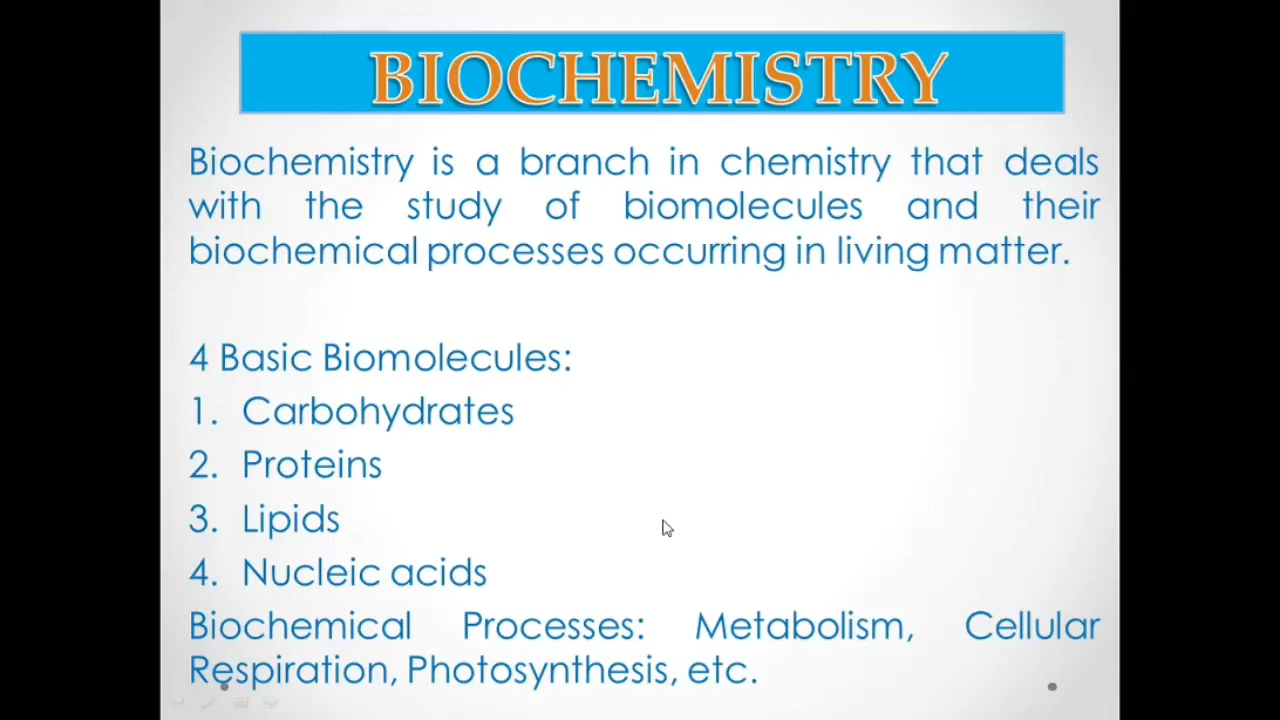 BIOCHEMISTRY
Biochemistry is a branch in chemistry that deals
with the study of biomolecules and their
biochemical processes occurring in living matter.
4 Basic Biomolecules:
1. Carbohydrates
2. Proteins
3. Lipids
4. Nucleic acids
Biochemical Processes: Metabolism, Cellular
Respiration, Photosynthesis, etc.